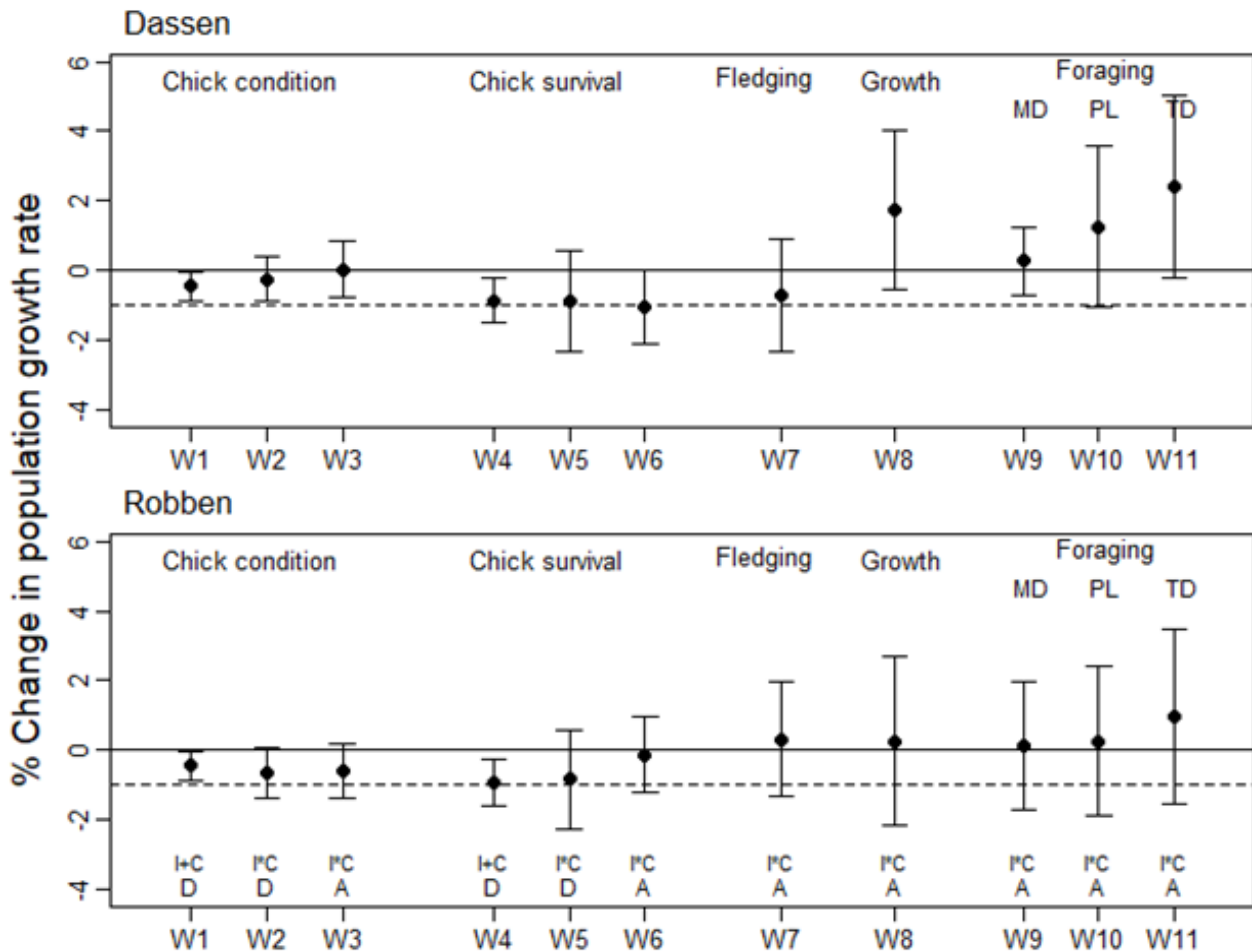 Dassen
Chick condition Chick survival Fledging Growth Foraging
MD PL TD
6
4
2
0
-2
-4
W1 W2 W3 W4 W5 W6 W7 W8 W9 W10 W11
% Change in population growth rate
Robben
Chick condition Chick survival Fledging Growth Foraging
MD PL TD
6
4
2
0
-2
-4
I+C I*C I*C I+C I*C I*C I*C I*C I*C I*C I*C
D D A D D A A A A A A
W1 W2 W3 W4 W5 W6 W7 W8 W9 W10 W11